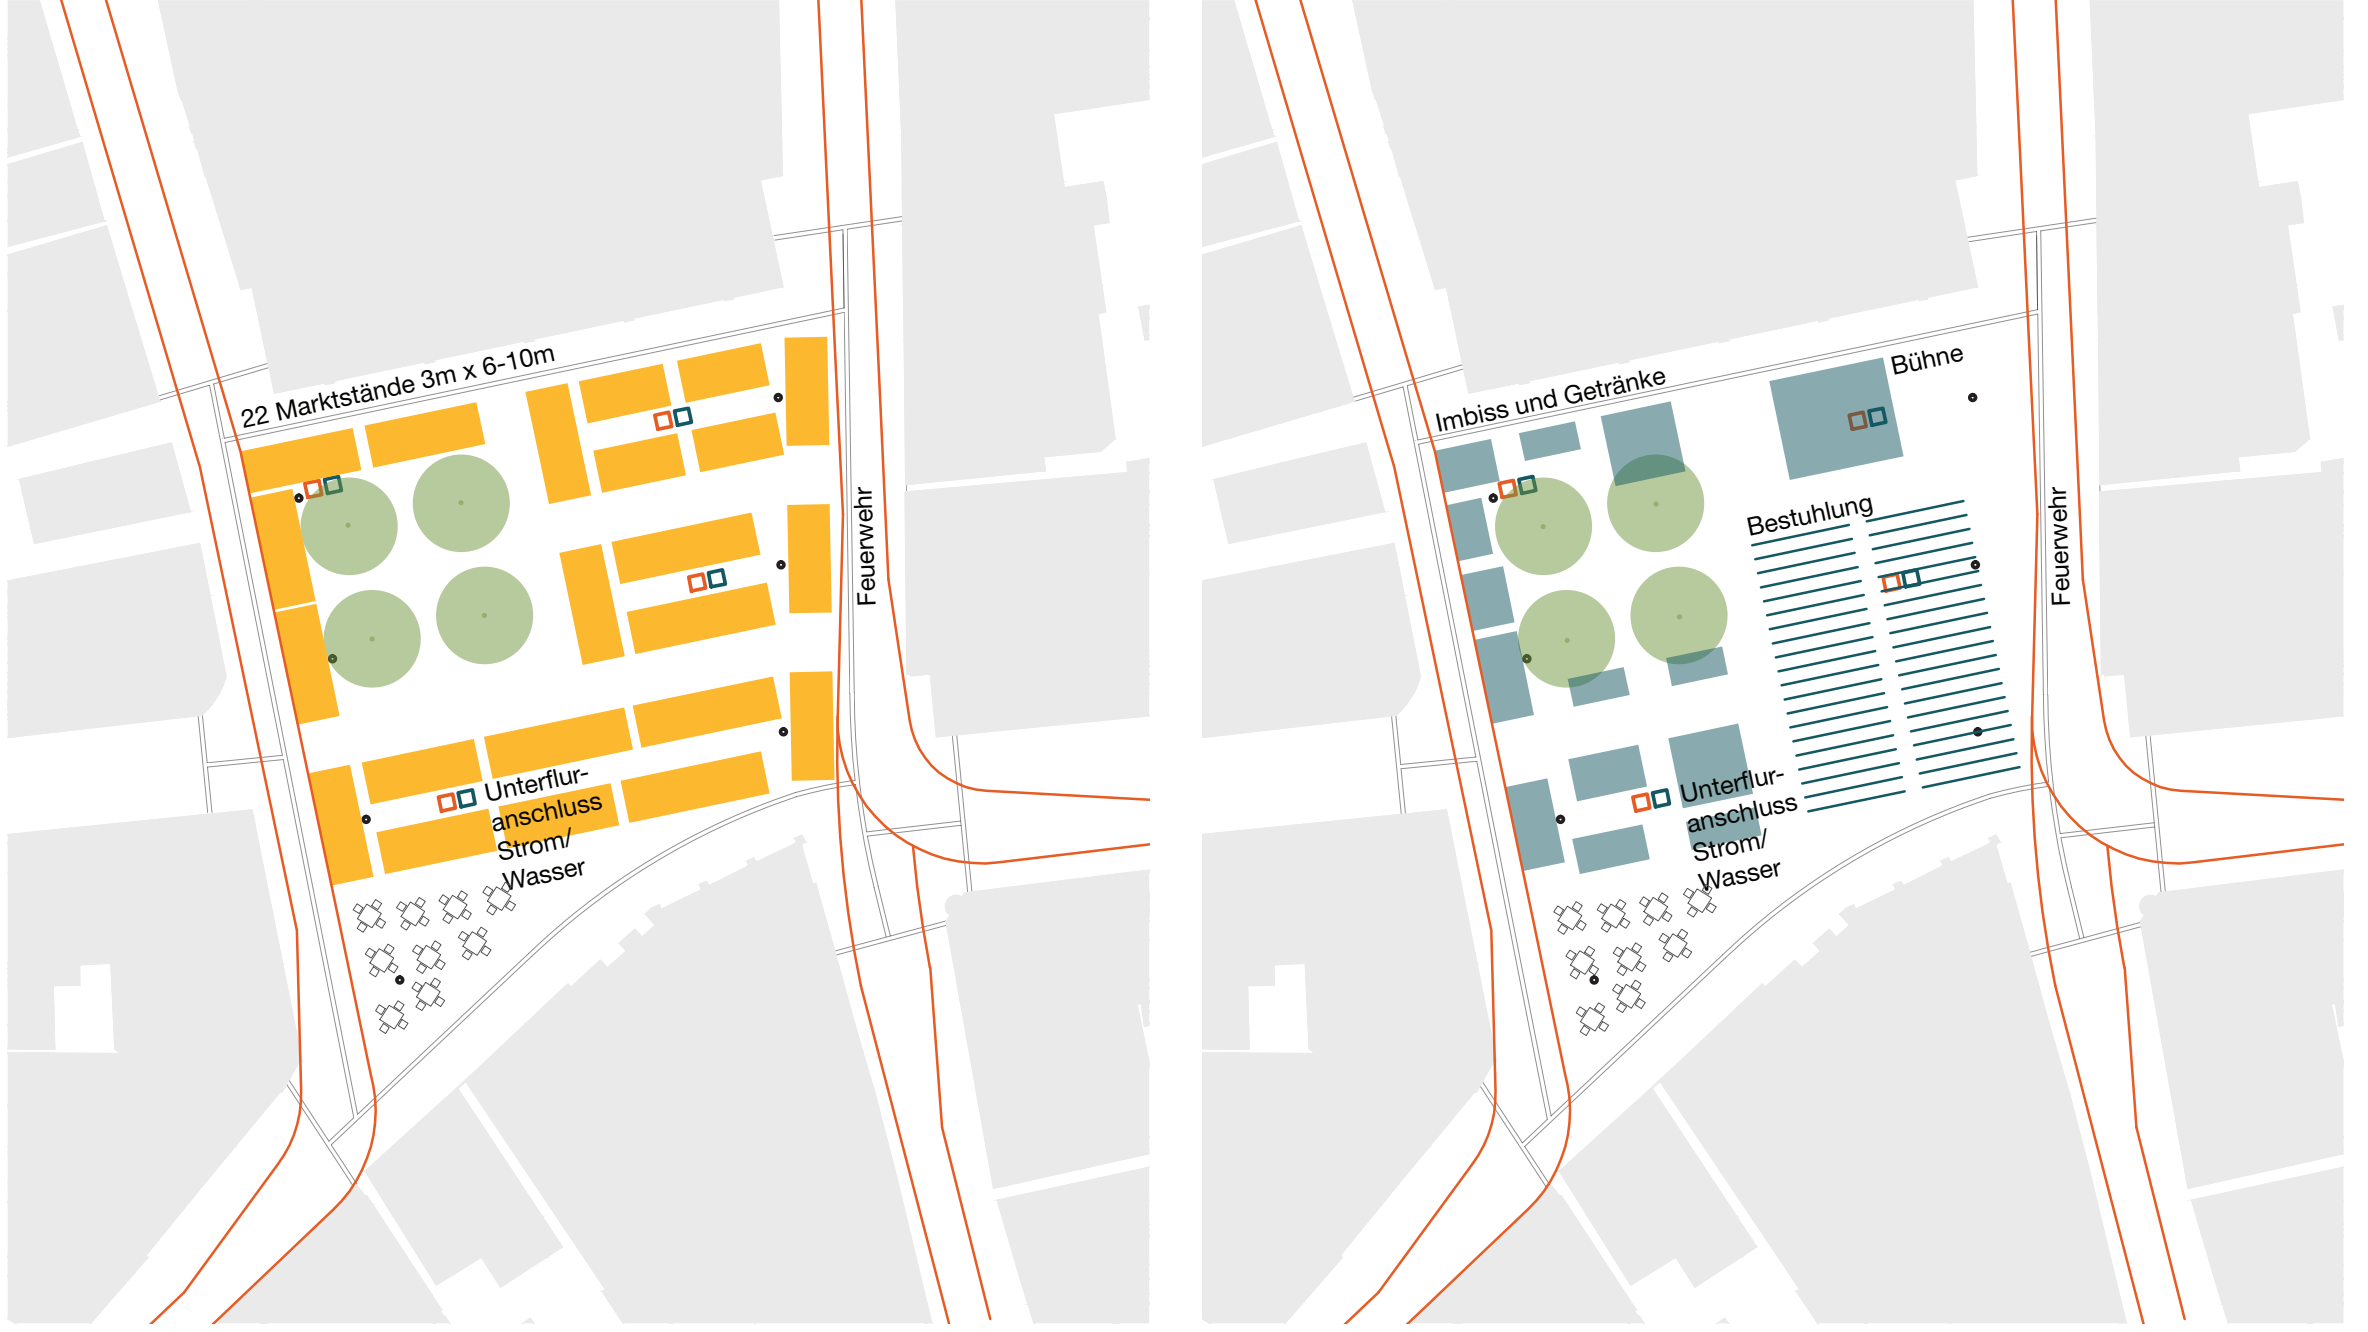 22 Marktstände 3m x 6-10m
Feuerwehr
Unterflur-
anschluss
Strom/
Wasser
Imbiss und Getränke
Bühne
Bestuhlung
Feuerwehr
Unterflur-
anschluss
Strom/
Wasser